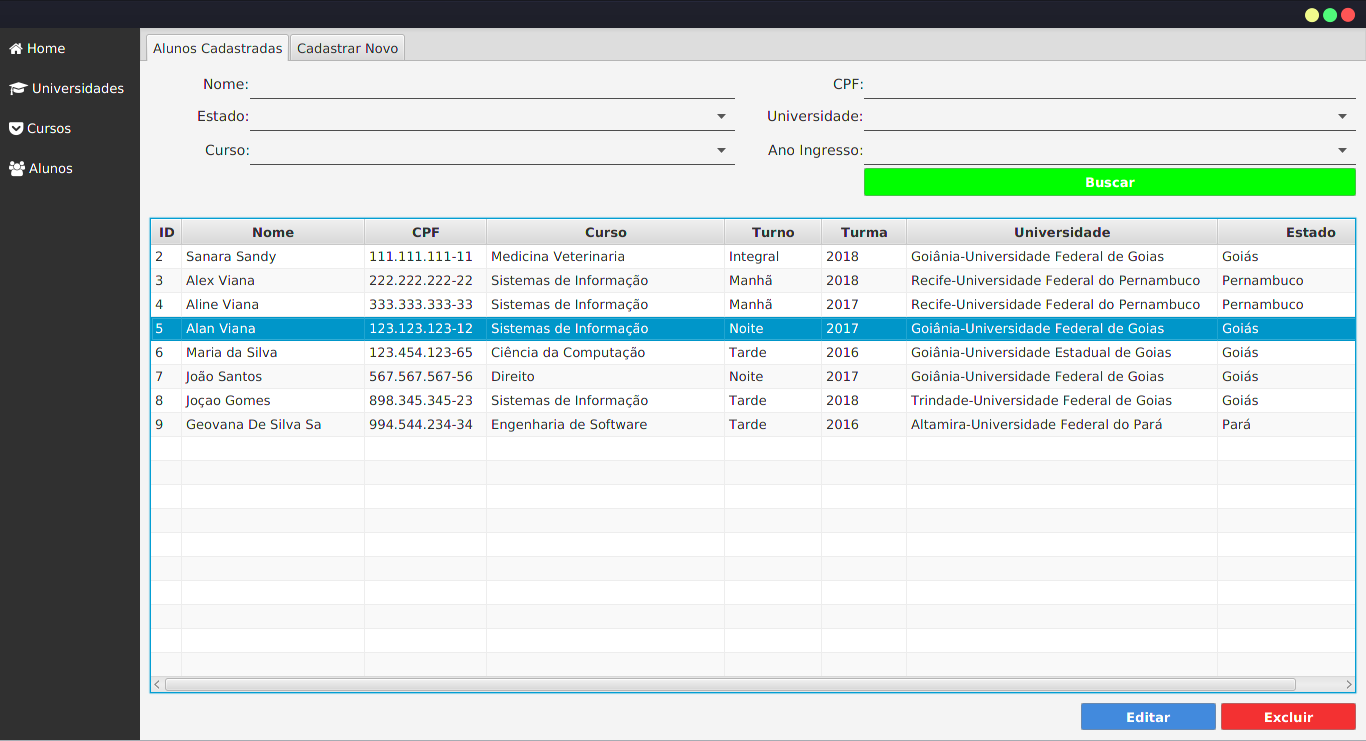 Home
Universidades
Cursos
Alunos
Alunos Cadastradas Cadastrar Novo
Nome: CPF:
Estado: Universidade:
Curso: Ano Ingresso:
Buscar
ID Nome CPF Curso Turno Turma Universidade Estado
2 Sanara Sandy 111.111.111-11 Medicina Veterinaria Integral 2018 Goiânia-Universidade Federal de Goias Goiás
3 Alex Viana 222.222.222-22 Sistemas de Informação Manhã 2018 Recife-Universidade Federal do Pernambuco Pernambuco
4 Aline Viana 333.333.333-33 Sistemas de Informação Manhã 2017 Recife-Universidade Federal do Pernambuco Pernambuco
5 Alan Viana 123.123.123-12 Sistemas de Informação Noite 2017 Goiânia-Universidade Federal de Goias Goiás
6 Maria da Silva 123.454.123-65 Ciência da Computação Tarde 2016 Goiânia-Universidade Estadual de Goias Goiás
7 João Santos 567.567.567-56 Direito Noite 2017 Goiânia-Universidade Federal de Goias Goiás
8 Joçao Gomes 898.345.345-23 Sistemas de Informação Tarde 2018 Trindade-Universidade Federal de Goias Goiás
9 Geovana De Silva Sa 994.544.234-34 Engenharia de Software Tarde 2016 Altamira-Universidade Federal do Pará Pará
Editar Excluir